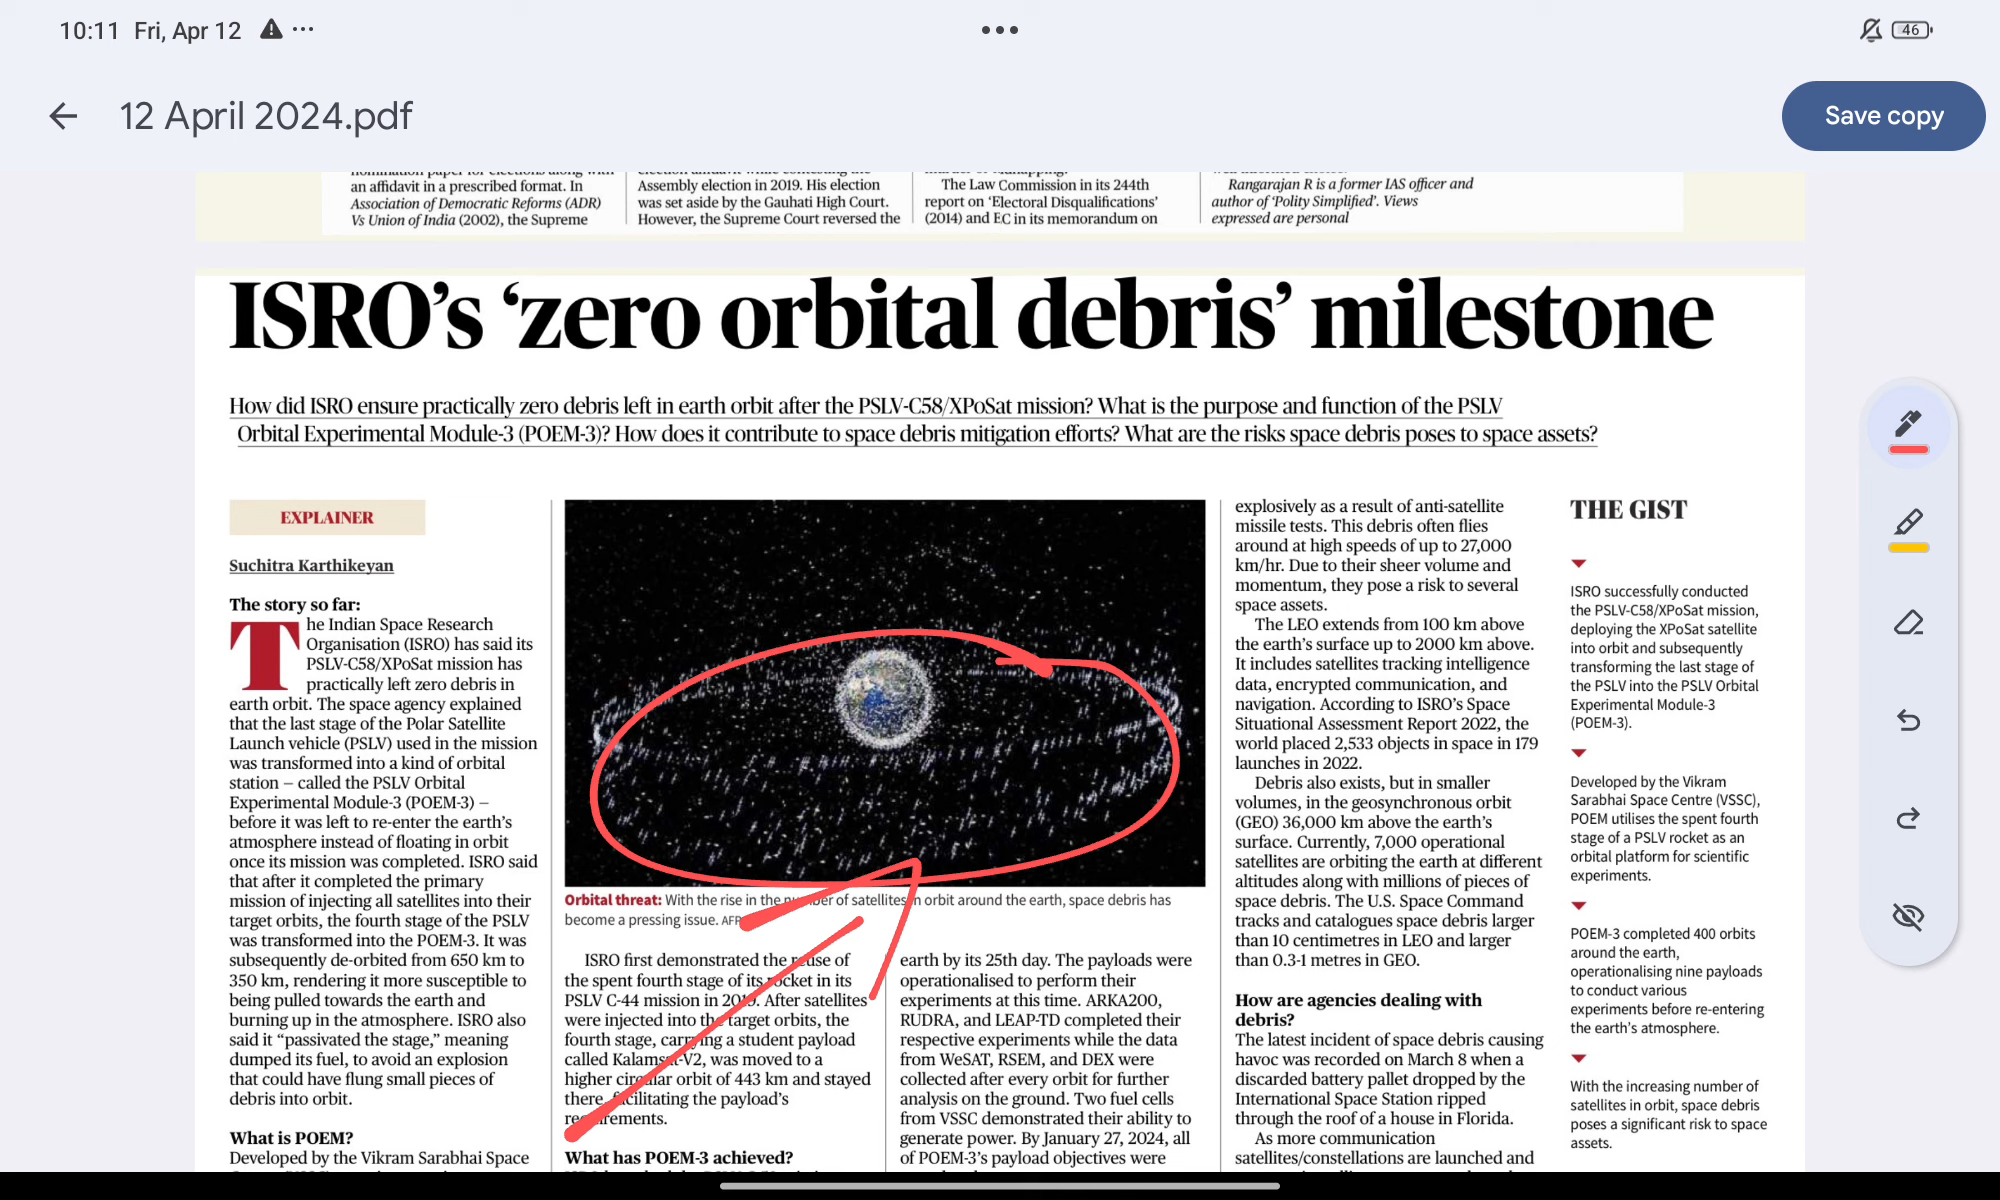 10:11 Fri, Apr 12
46
12 April 2024.pdf
Save copy
an affidavit in a prescribed format. In
Association of Democratic Reforms (ADR)
Vs Union of India (2002), the Supreme
Assembly election in 2019. His election
was set aside by the Gauhati High Court.
However, the Supreme Court reversed the
The Law Commission in its 244th
report on ‘Electoral Disqualifications’
(2014) and EC in its memorandum on
Rangarajan R is a former IAS officer and
author of ‘Polity Simplified’. Views
expressed are personal
ISRO’s ‘zero orbital debris’ milestone
How did ISRO ensure practically zero debris left in earth orbit after the PSLV-C58/XPoSat mission? What is the purpose and function of the PSLV
Orbital Experimental Module-3 (POEM-3)? How does it contribute to space debris mitigation efforts? What are the risks space debris poses to space assets?
EXPLAINER
Suchitra Karthikeyan
The story so far:
The Indian Space Research
Organisation (ISRO) has said its
PSLV-C58/XPoSat mission has
practically left zero debris in
earth orbit. The space agency explained
that the last stage of the Polar Satellite
Launch vehicle (PSLV) used in the mission
was transformed into a kind of orbital
station – called the PSLV Orbital
Experimental Module-3 (POEM-3) –
before it was left to re-enter the earth’s
atmosphere instead of floating in orbit
once its mission was completed. ISRO said
that after it completed the primary
mission of injecting all satellites into their
target orbits, the fourth stage of the PSLV
was transformed into the POEM-3. It was
subsequently de-orbited from 650 km to
350 km, rendering it more susceptible to
being pulled towards the earth and
burning up in the atmosphere. ISRO also
said it “passivated the stage,” meaning
dumped its fuel, to avoid an explosion
that could have flung small pieces of
debris into orbit.
What is POEM?
Developed by the Vikram Sarabhai Space
Orbital threat: With the rise in the number of satellites in orbit around the earth, space debris has
become a pressing issue. AFP
ISRO first demonstrated the reuse of
the spent fourth stage of its rocket in its
PSLV C-44 mission in 2019. After satellites
were injected into the target orbits, the
fourth stage, carrying a student payload
called Kalamsat-V2, was moved to a
higher circular orbit of 443 km and stayed
there, facilitating the payload’s
requirements.
What has POEM-3 achieved?
earth by its 25th day. The payloads were
operationalised to perform their
experiments at this time. ARKA200,
RUDRA, and LEAP-TD completed their
respective experiments while the data
from WeSAT, RSEM, and DEX were
collected after every orbit for further
analysis on the ground. Two fuel cells
from VSSC demonstrated their ability to
generate power. By January 27, 2024, all
of POEM-3’s payload objectives were
explosively as a result of anti-satellite
missile tests. This debris often flies
around at high speeds of up to 27,000
km/hr. Due to their sheer volume and
momentum, they pose a risk to several
space assets.
The LEO extends from 100 km above
the earth’s surface up to 2000 km above.
It includes satellites tracking intelligence
data, encrypted communication, and
navigation. According to ISRO’s Space
Situational Assessment Report 2022, the
world placed 2,533 objects in space in 179
launches in 2022.
Debris also exists, but in smaller
volumes, in the geosynchronous orbit
(GEO) 36,000 km above the earth’s
surface. Currently, 7,000 operational
satellites are orbiting the earth at different
altitudes along with millions of pieces of
space debris. The U.S. Space Command
tracks and catalogues space debris larger
than 10 centimetres in LEO and larger
than 0.3-1 metres in GEO.
How are agencies dealing with
debris?
The latest incident of space debris causing
havoc was recorded on March 8 when a
discarded battery pallet dropped by the
International Space Station ripped
through the roof of a house in Florida.
As more communication
satellites/constellations are launched and
THE GIST
ISRO successfully conducted
the PSLV-C58/XPoSat mission,
deploying the XPoSat satellite
into orbit and subsequently
transforming the last stage of
the PSLV into the PSLV Orbital
Experimental Module-3
(POEM-3).
Developed by the Vikram
Sarabhai Space Centre (VSSC),
POEM utilises the spent fourth
stage of a PSLV rocket as an
orbital platform for scientific
experiments.
POEM-3 completed 400 orbits
around the earth,
operationalising nine payloads
to conduct various
experiments before re-entering
the earth’s atmosphere.
With the increasing number of
satellites in orbit, space debris
poses a significant risk to space
assets.